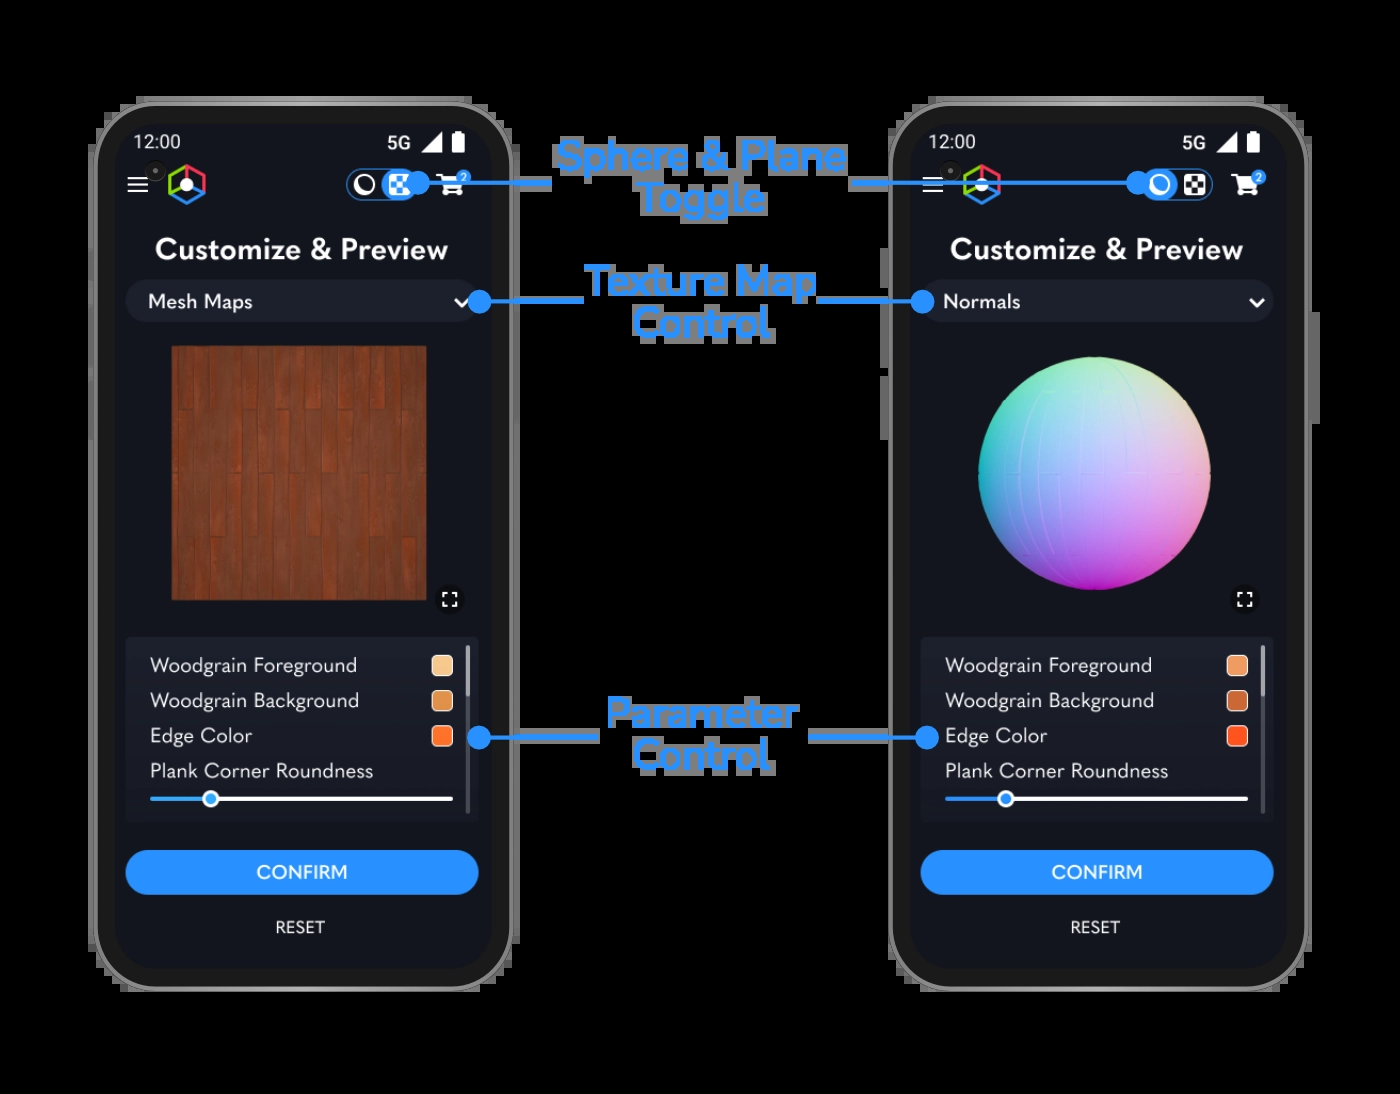 12:00
5G
2
Customize & Preview
Mesh Maps
Woodgrain Foreground
Woodgrain Background
Edge Color
Plank Corner Roundness
CONFIRM
RESET
Sphere & Plane
Toggle
Texture Map
Control
Parameter
Control
12:00
5G
2
Customize & Preview
Normals
Woodgrain Foreground
Woodgrain Background
Edge Color
Plank Corner Roundness
CONFIRM
RESET